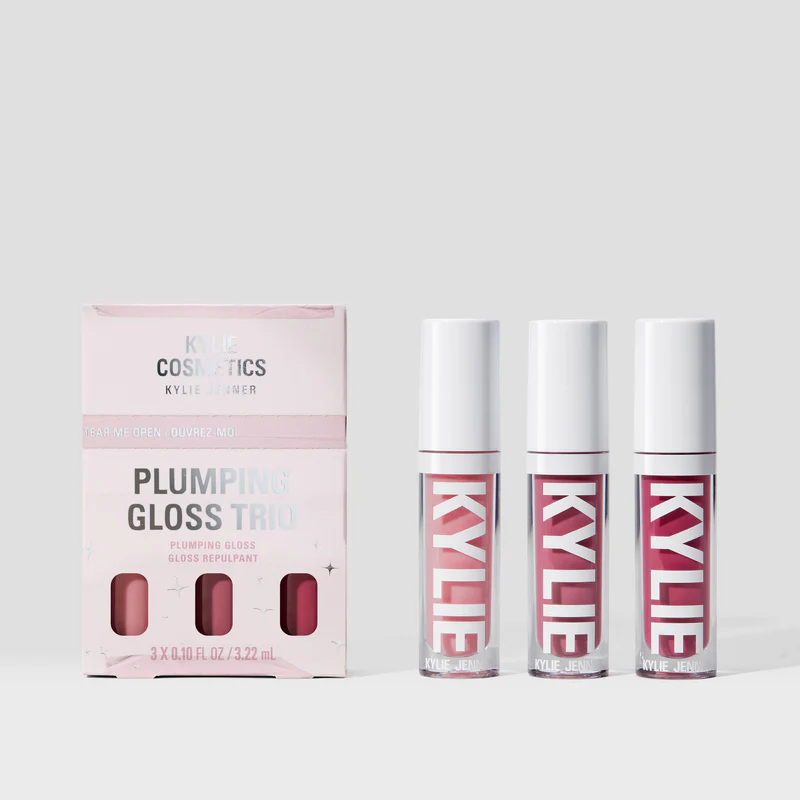 KYLIE
COSMETICS
KYLIE JENNER
TEAR ME OPEN / OUVREZ-MOI
PLUMPING
GLOSS TRIO
PLUMPING GLOSS
GLOSS REPULPANT
3 X 0.10 FL OZ / 3.22 mL
KYLIE
KYLIE JENN
KYLIE
KYLIE JENN
KYLIE
KYLIE JENN